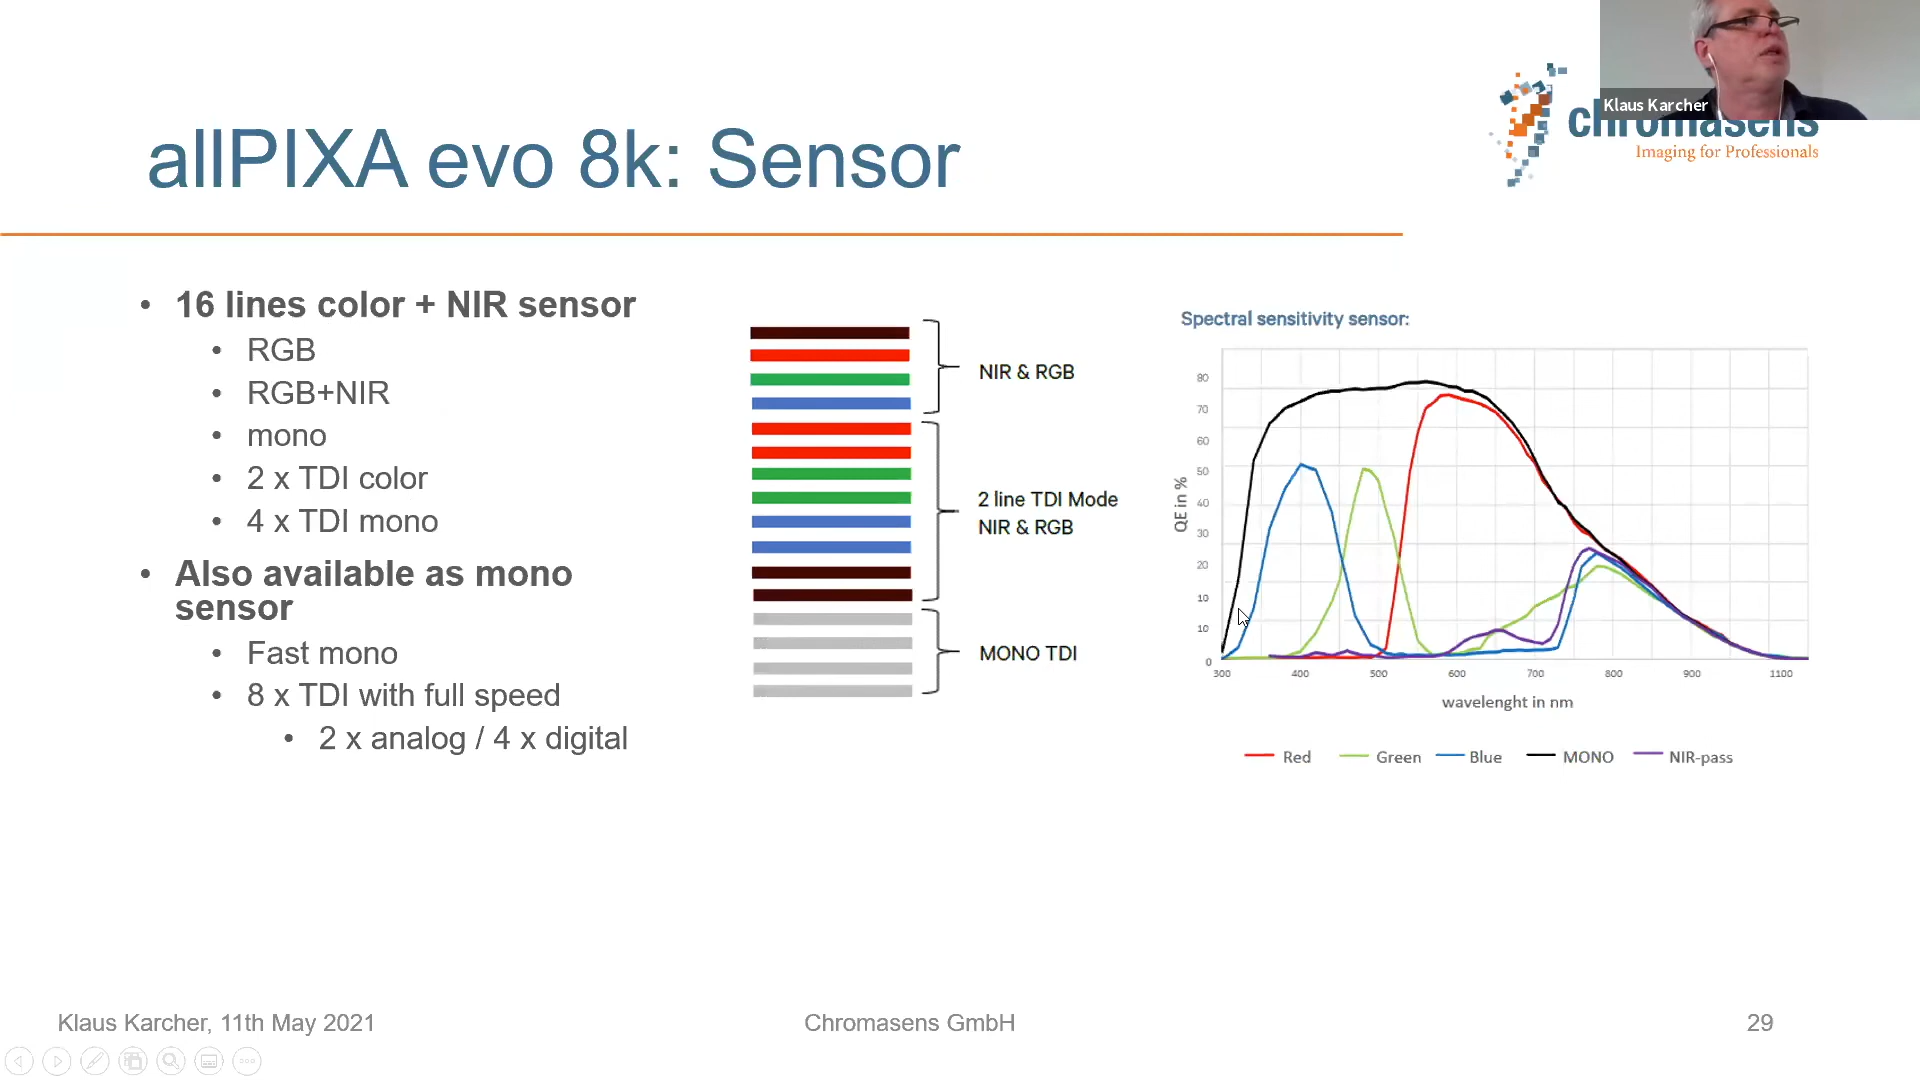 Klaus Karcher
chromasens
Imaging for Professionals
allPIXA evo 8k: Sensor
• 16 lines color + NIR sensor
• RGB
• RGB+NIR
• mono
• 2 x TDI color
• 4 x TDI mono
• Also available as mono
sensor
• Fast mono
• 8 x TDI with full speed
• 2 x analog / 4 x digital
NIR & RGB
2 line TDI Mode
NIR & RGB
MONO TDI
Spectral sensitivity sensor:
QE in %
80
70
60
50
40
30
20
10
10
0
300 400 500 600 700 800 900 1100
wavelenght in nm
Red Green Blue MONO NIR-pass
Klaus Karcher, 11th May 2021
Chromasens GmbH
29